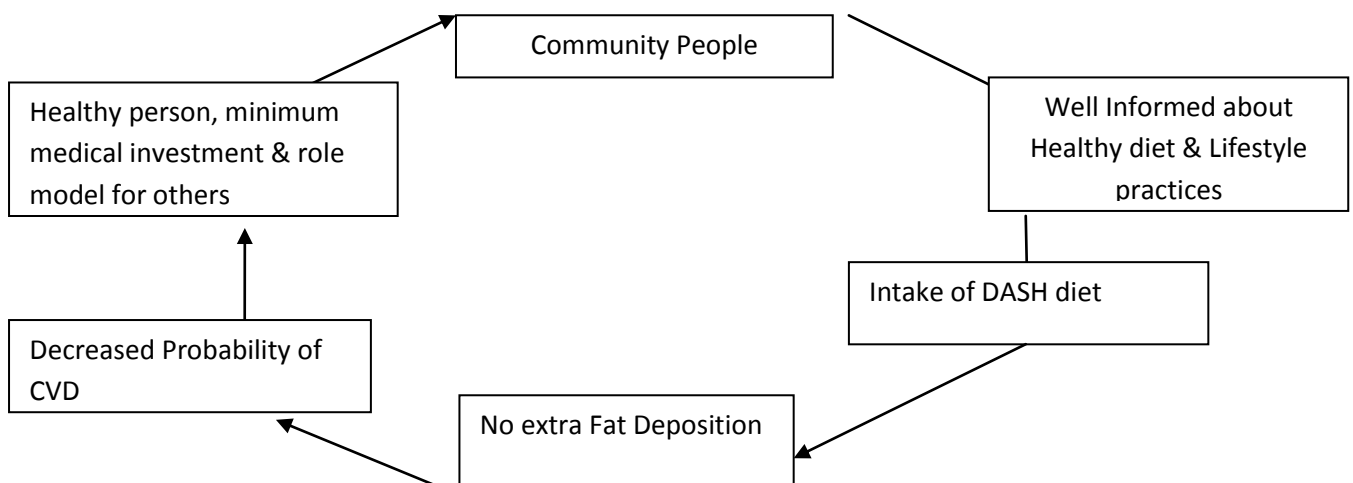 Community People
Well Informed about
Healthy diet & Lifestyle
practices
Intake of DASH diet
No extra Fat Deposition
Decreased Probability of
CVD
Healthy person, minimum
medical investment & role
model for others